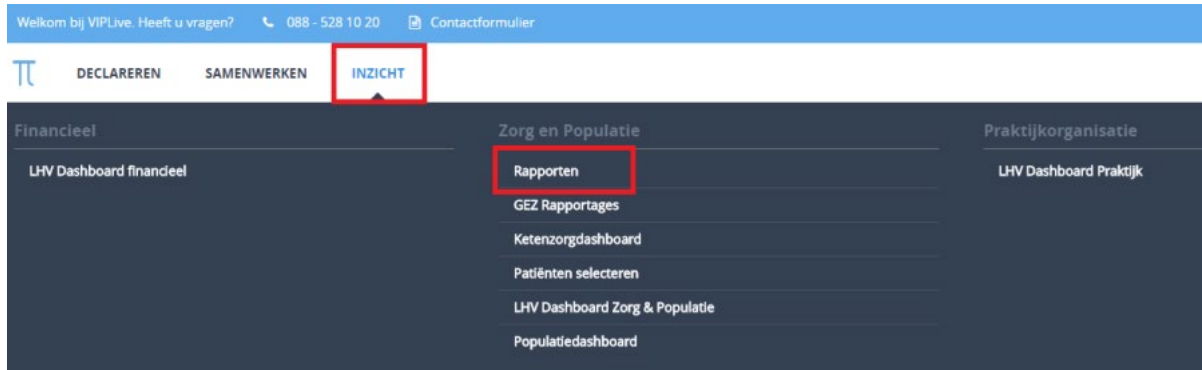 Welkom bij VIPLive. Heeft u vragen? 088 - 528 10 20 Contactformulier
DECLAREREN SAMENWERKEN INZICHT
Financieel
LHV Dashboard financieel
Zorg en Populatie
Rapporten
GEZ Rapportages
Ketenzorgdashboard
Patiënten selecteren
LHV Dashboard Zorg & Populatie
Populatiedashboard
Praktijkorganisatie
LHV Dashboard Praktijk